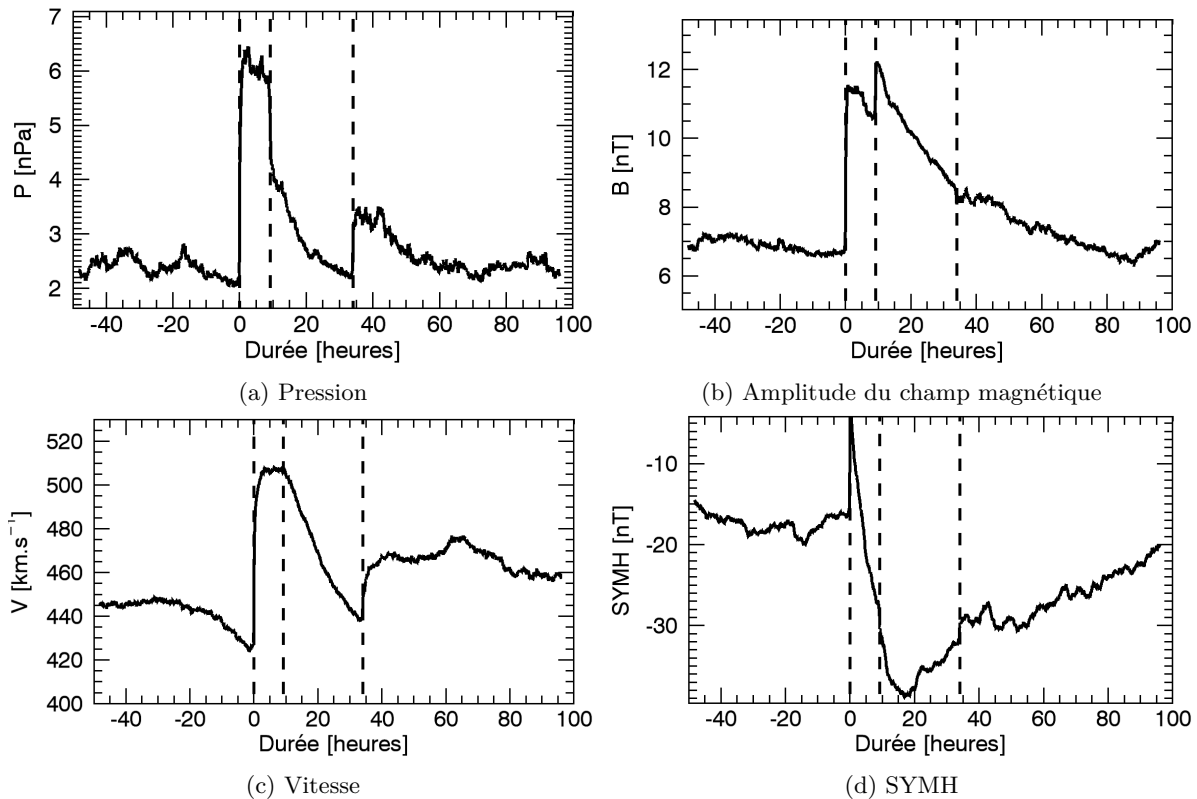 7
6
5
4
3
2
P [nPa]
-40 -20 0 20 40 60 80 100
Durée [heures]
(a) Pression
12
10
8
6
B [nT]
-40 -20 0 20 40 60 80 100
Durée [heures]
(b) Amplitude du champ magnétique
520
500
480
460
440
420
400
V [km.s⁻¹]
-40 -20 0 20 40 60 80 100
Durée [heures]
(c) Vitesse
-10
-20
-30
SYMH [nT]
-40 -20 0 20 40 60 80 100
Durée [heures]
(d) SYMH